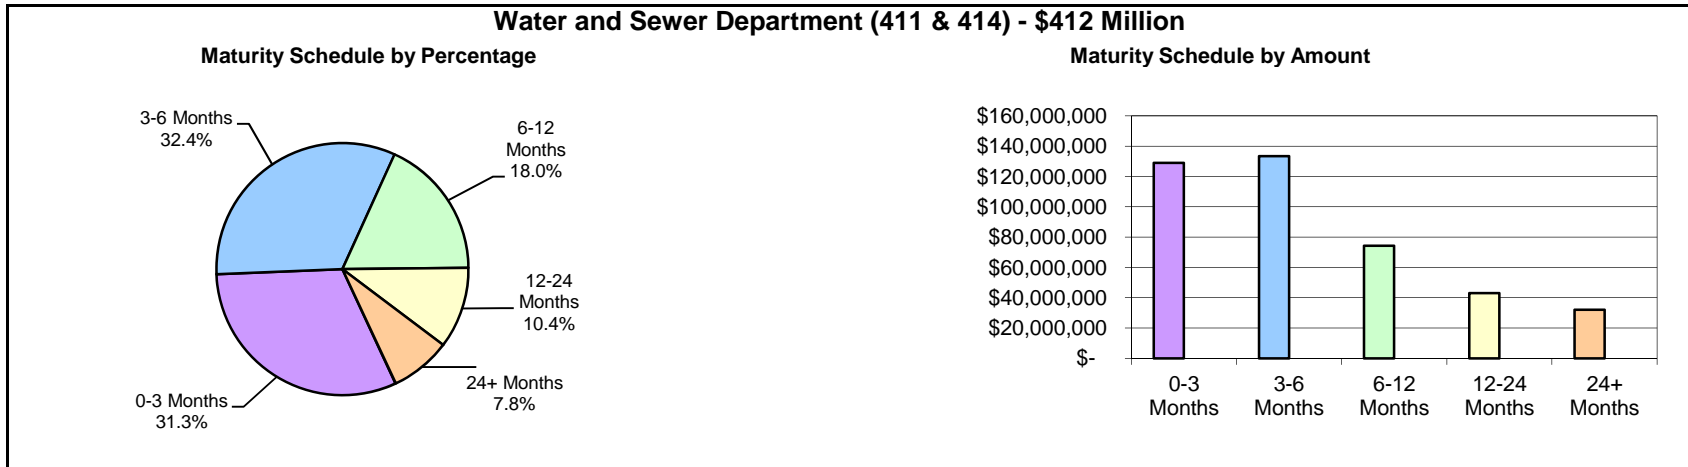 Water and Sewer Department (411 & 414) - $412 Million
Maturity Schedule by Percentage
3-6 Months
32.4%
6-12
Months
18.0%
12-24
Months
10.4%
24+ Months
7.8%
0-3 Months
31.3%
Maturity Schedule by Amount
$160,000,000
$140,000,000
$120,000,000
$100,000,000
$80,000,000
$60,000,000
$40,000,000
$20,000,000
$-
0-3
Months
3-6
Months
6-12
Months
12-24
Months
24+
Months